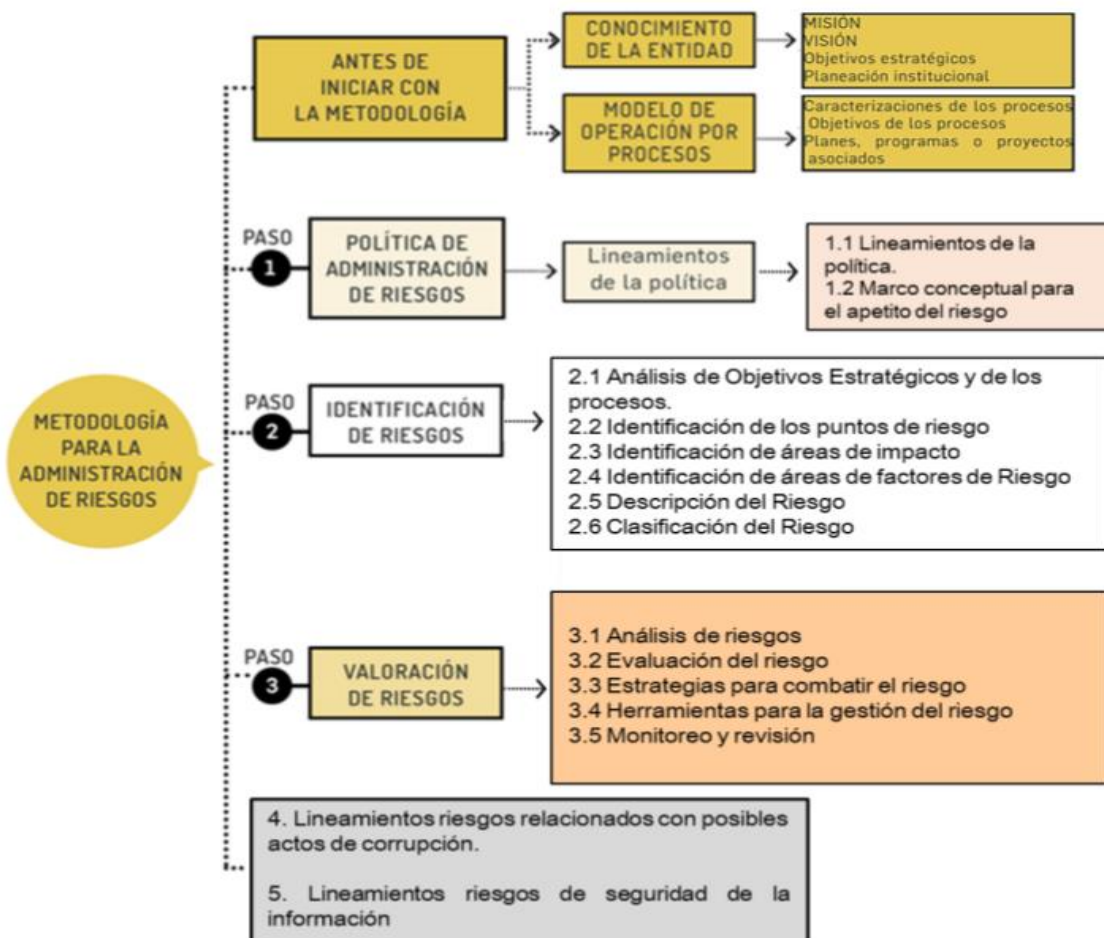 METODOLOGÍA
PARA LA
ADMINISTRACIÓN
DE RIESGOS
ANTES DE
INICIAR CON
LA METODOLOGÍA
CONOCIMIENTO
DE LA ENTIDAD
MISIÓN
VISIÓN
Objetivos estratégicos
Planeación institucional
MODELO DE
OPERACIÓN POR
PROCESOS
Caracterizaciones de los procesos
Objetivos de los procesos
Planes, programas o proyectos
asociados
PASO
1
POLÍTICA DE
ADMINISTRACIÓN
DE RIESGOS
Lineamientos
de la política
1.1 Lineamientos de la
política.
1.2 Marco conceptual para
el apetito del riesgo
PASO
2
IDENTIFICACIÓN
DE RIESGOS
2.1 Análisis de Objetivos Estratégicos y de los
procesos.
2.2 Identificación de los puntos de riesgo
2.3 Identificación de áreas de impacto
2.4 Identificación de áreas de factores de Riesgo
2.5 Descripción del Riesgo
2.6 Clasificación del Riesgo
PASO
3
VALORACIÓN
DE RIESGOS
3.1 Análisis de riesgos
3.2 Evaluación del riesgo
3.3 Estrategias para combatir el riesgo
3.4 Herramientas para la gestión del riesgo
3.5 Monitoreo y revisión
4. Lineamientos riesgos relacionados con posibles
actos de corrupción.
5. Lineamientos riesgos de seguridad de la
información